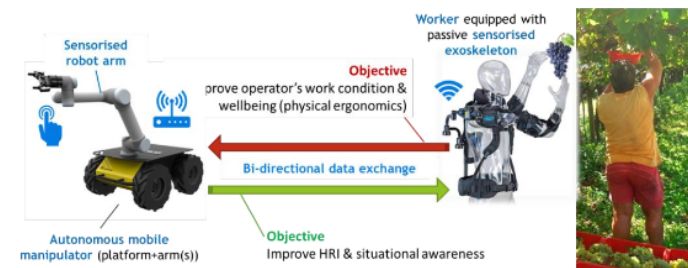 Sensorised
robot arm
Worker equipped with
passive sensorised
exoskeleton
Objective
prove operator's work condition &
wellbeing (physical ergonomics)
Bi-directional data exchange
Autonomous mobile
manipulator (platform+arm(s))
Objective
Improve HRI & situational awareness